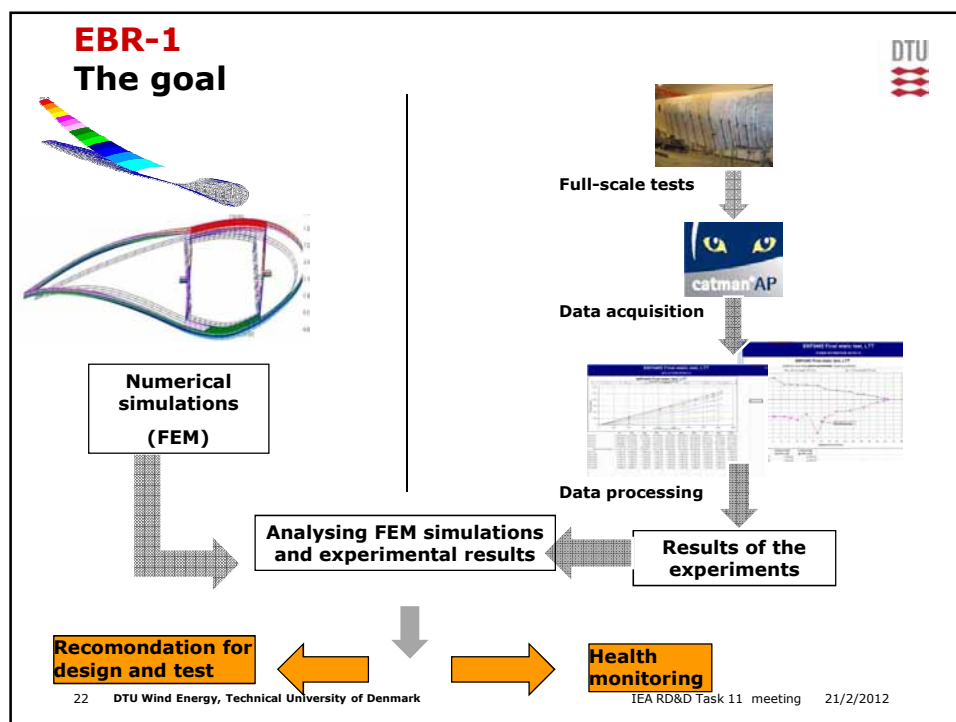 EBR-1
The goal
DTU
Full-scale tests
catman AP
Data acquisition
Numerical
simulations
(FEM)
Data processing
Analysing FEM simulations
and experimental results
Results of the
experiments
Recomondation for
design and test
Health
monitoring
22 DTU Wind Energy, Technical University of Denmark
IEA RD&D Task 11 meeting 21/2/2012